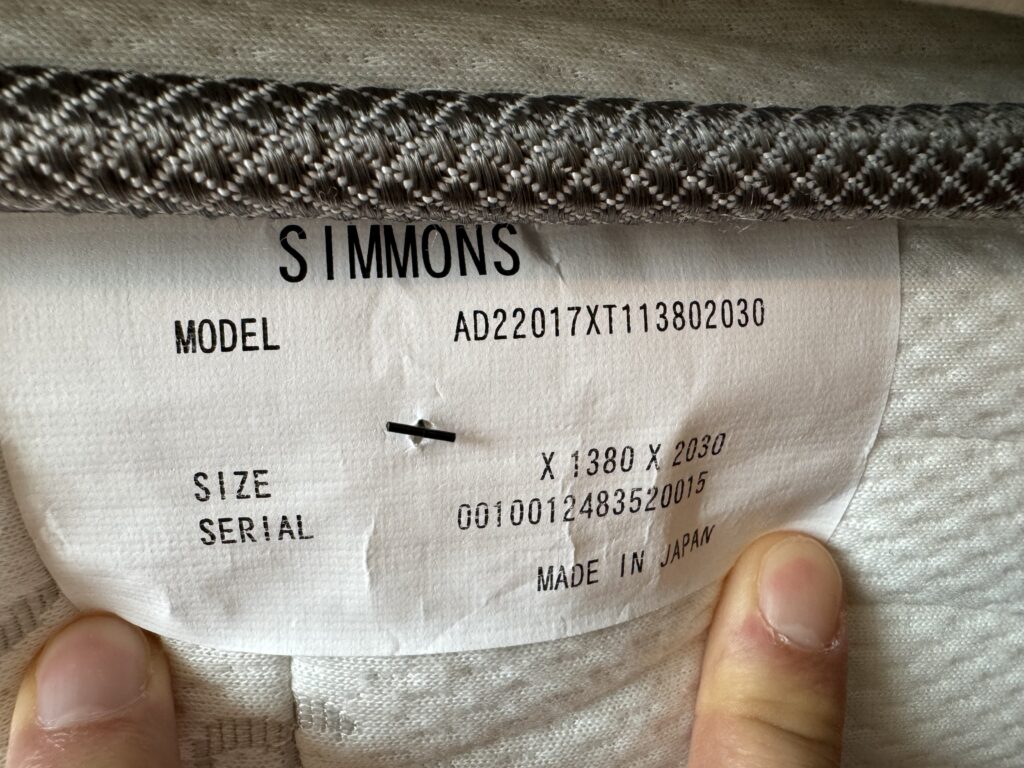 SIMMONS
MODEL AD22017XT113802030
SIZE X 1380 X 2030
SERIAL 0010012483520015
MADE IN JAPAN